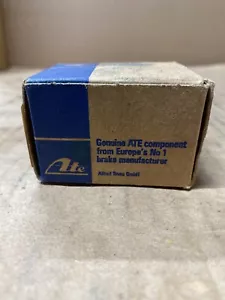 Genuine ATE component
from Europe's No 1
brake manufacturer
Ate
Alfred Teves GmbH